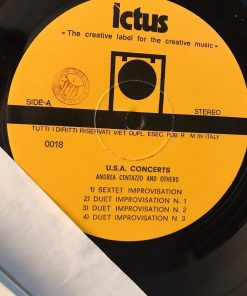 Ictus
"The creative label for the creative music"
SIDE-A
STEREO
TUTTI I DIRITTI RISERVATI VIET. DUPL. ESEC. PUB. R. M. IN ITALY
0018
U.S.A. CONCERTS
ANDREA CENTAZZO AND OTHERS
1) SEXTET IMPROVISATION
2) DUET IMPROVISATION N. 1
3) DUET IMPROVISATION N. 2
4) DUET IMPROVISATION N. 3